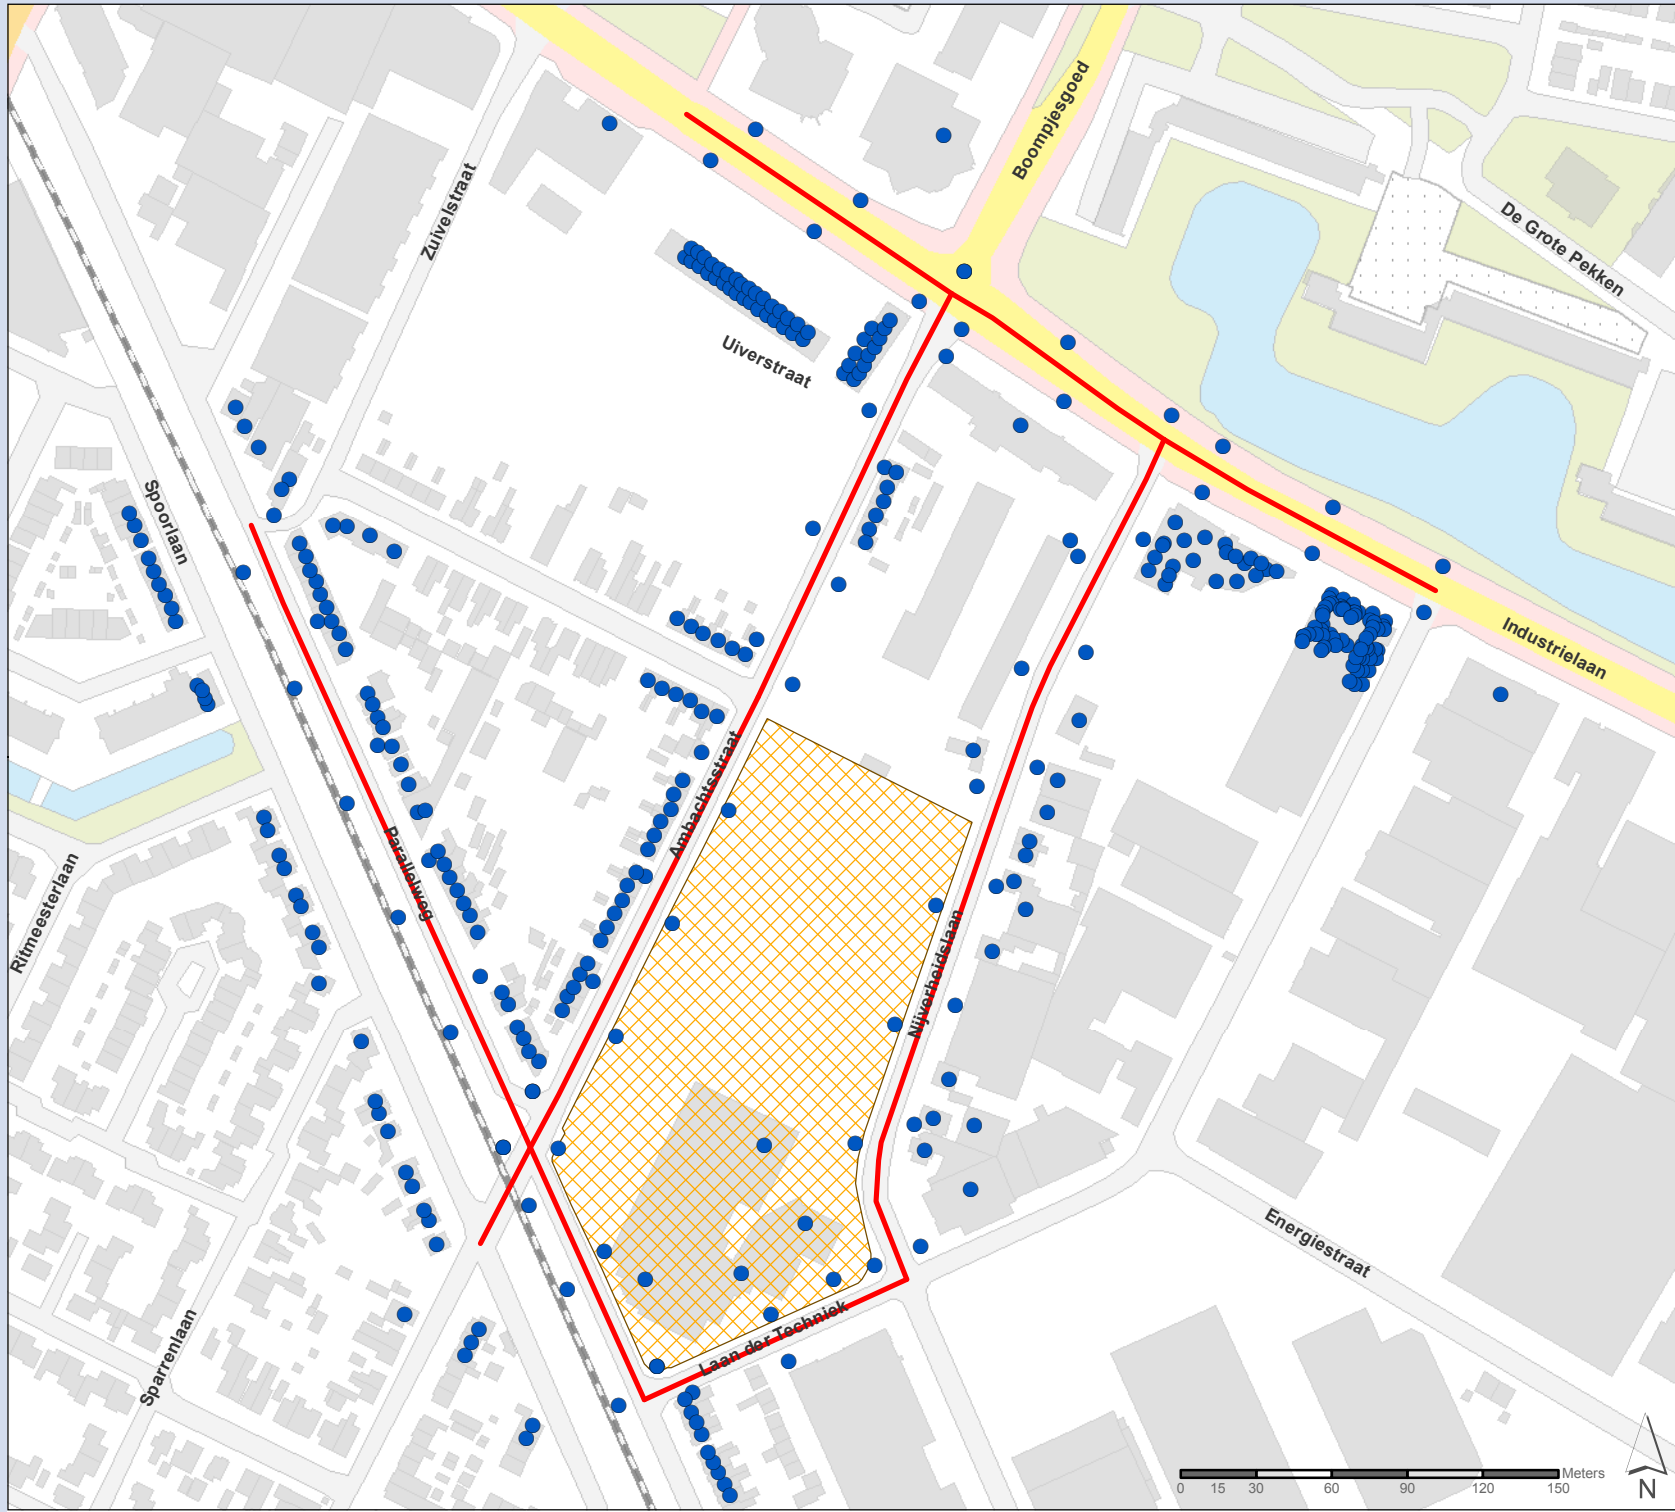 Boompjesgoed
Zuivelstraat
De Grote Pekken
Uiverstraat
Spoorlaan
Industrielaan
Ambachtsstraat
Parallelweg
Ritmeesterlaan
Nijverheidslaan
Energiestraat
Laan der Techniek
Sparrenlaan
Meters
0 15 30 60 90 120 150
N